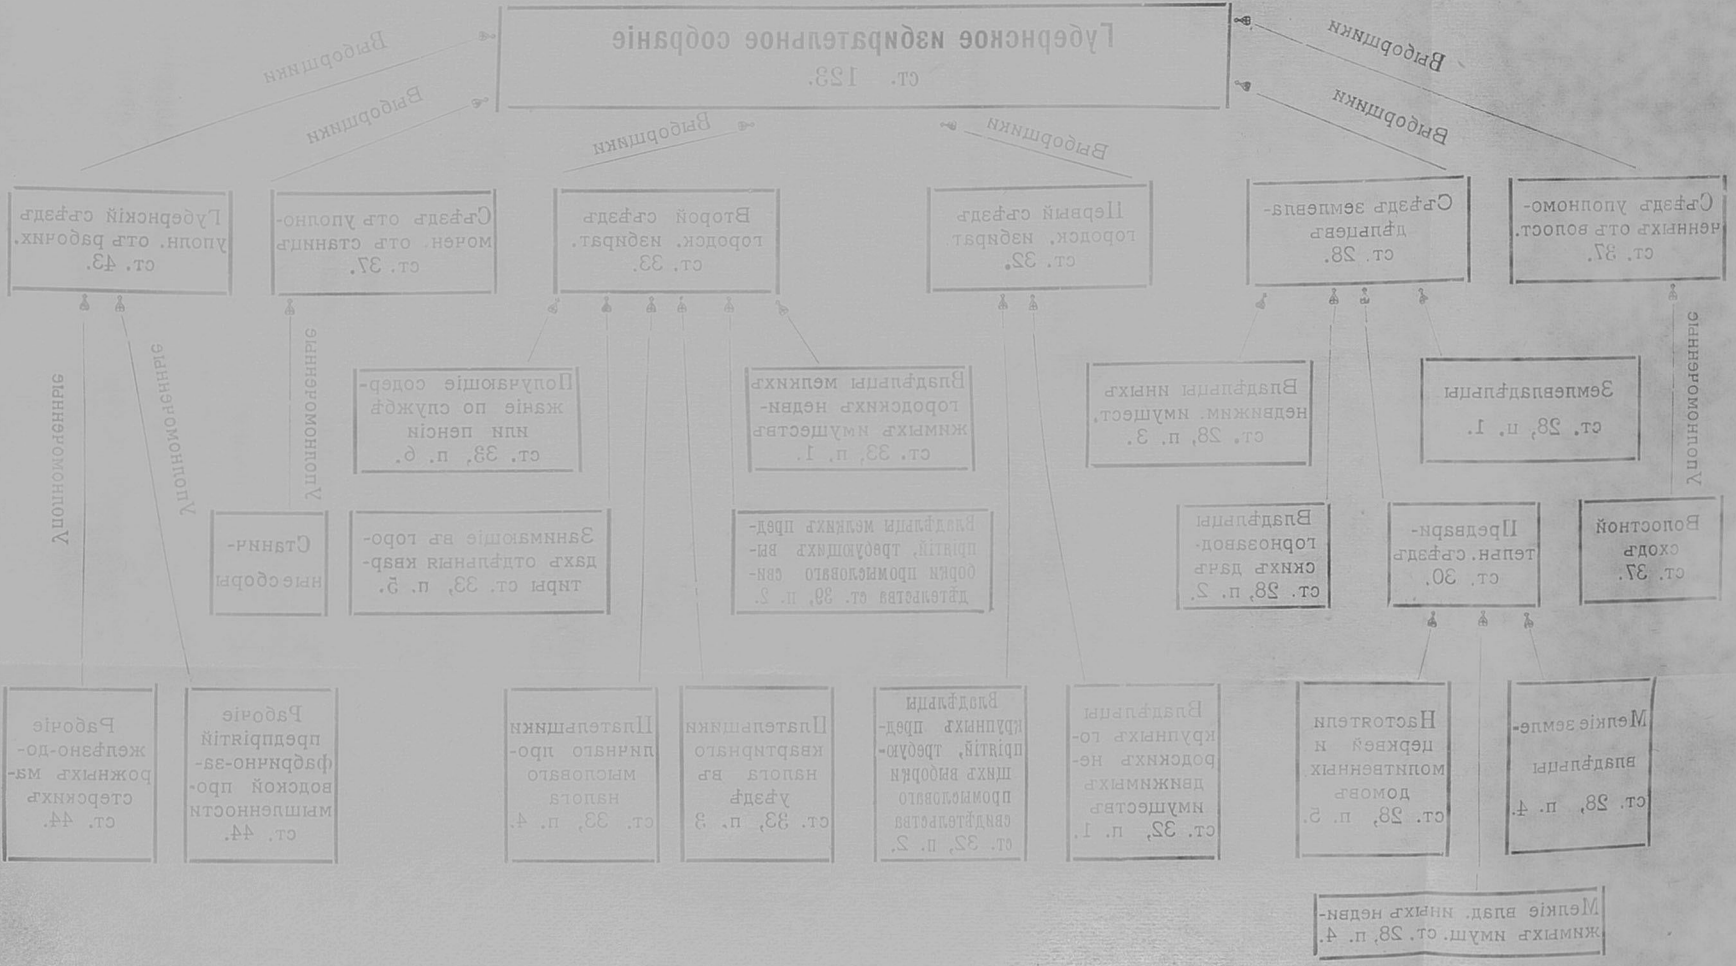 Губернское избирательное собраніе
ст. 123.
Выборщики
Выборщики
Выборщики
Выборщики
Выборщики
Выборщики
Съѣздъ уполномо-
ченныхъ отъ волост.
ст. 37.
Съѣздъ землевла-
дѣльцевъ
ст. 28.
Первый съѣздъ
городск. избират
ст. 32.
Второй съѣздъ
городск. избират.
ст. 33.
Съѣздъ отъ уполно-
мочен. отъ станицъ
ст. 37.
Губернскій съѣздъ
уполн. отъ рабочих.
ст. 43.
Уполномоченные
Уполномоченные
Уполномоченные
Уполномоченные
Землевладѣльцы
ст. 28, п. 1.
Владѣльцы иныхъ
недвижим. имущест.
ст. 28, п. 3.
Владѣльцы мелкихъ
городскихъ недви-
жимыхъ имуществъ
ст. 33, п. 1.
Получающіе содер-
жаніе по службѣ
или пенсіи
ст. 33, п. 6.
Волостной
сходъ
ст. 37.
Предвари-
тельн. съѣздъ
ст. 30.
Владѣльцы
горнозавод-
скихъ дачъ
ст. 28, п. 2.
Владѣльцы мелкихъ пред-
пріятій, требующихъ вы-
борки промысловаго сви-
дѣтельства ст. 39, п. 2.
Занимающіе въ горо-
дахъ отдѣльныя квар-
тиры ст. 33, п. 5.
Станич-
ные сборы
Мелкіе земле-
владѣльцы
ст. 28, п. 4.
Настоятели
церквей и
молитвенныхъ
домовъ
ст. 28, п. 5.
Владѣльцы
крупныхъ го-
родскихъ не-
движимыхъ
имуществъ
ст. 32, п. 1.
Владѣльцы
крупныхъ пред-
пріятій, требую-
щихъ выборки
промысловаго
свидѣтельства
ст. 32, п. 2.
Плательщики
квартирнаго
налога въ
уѣздѣ
ст. 33, п. 3
Плательщики
личнаго про-
мысловаго
налога
ст. 33, п. 4.
Рабочіе
предпріятій
фабрично-за-
водской про-
мышленности
ст. 44.
Рабочіе
желѣзно-до-
рожныхъ ма-
стерскихъ
ст. 44.
Мелкіе влад. иныхъ недви-
жимыхъ имущ. ст. 28, п. 4.